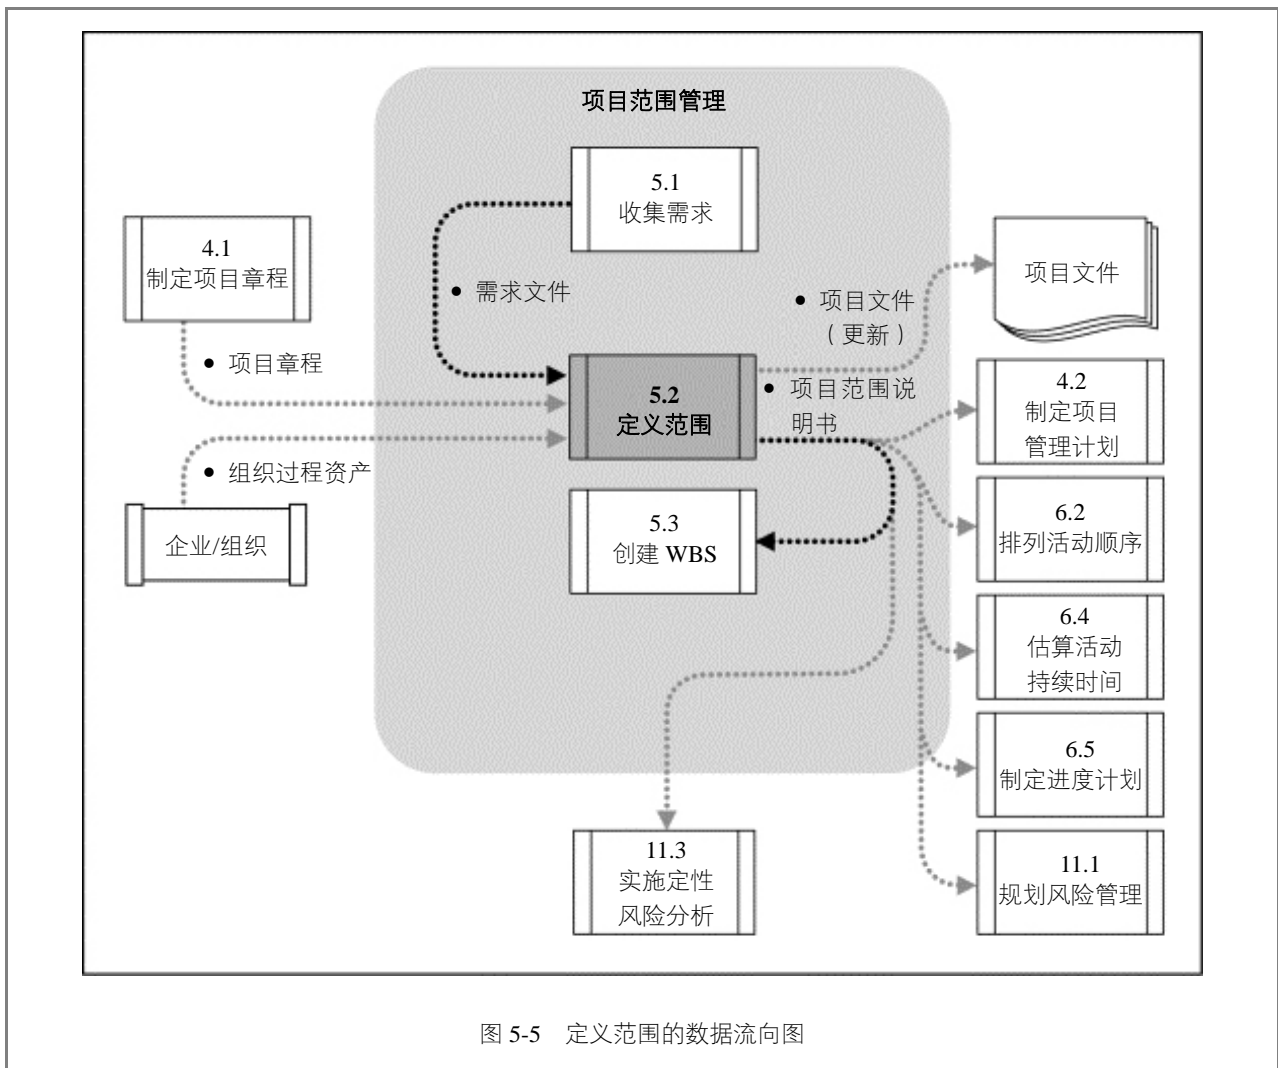 项目范围管理
5.1
收集需求
4.1
制定项目章程
● 需求文件
● 项目文件
（更新）
项目文件
● 项目章程
5.2
定义范围
● 项目范围说
明书
4.2
制定项目
管理计划
● 组织过程资产
企业/组织
5.3
创建 WBS
6.2
排列活动顺序
6.4
估算活动
持续时间
6.5
制定进度计划
11.3
实施定性
风险分析
11.1
规划风险管理
图 5-5 定义范围的数据流向图